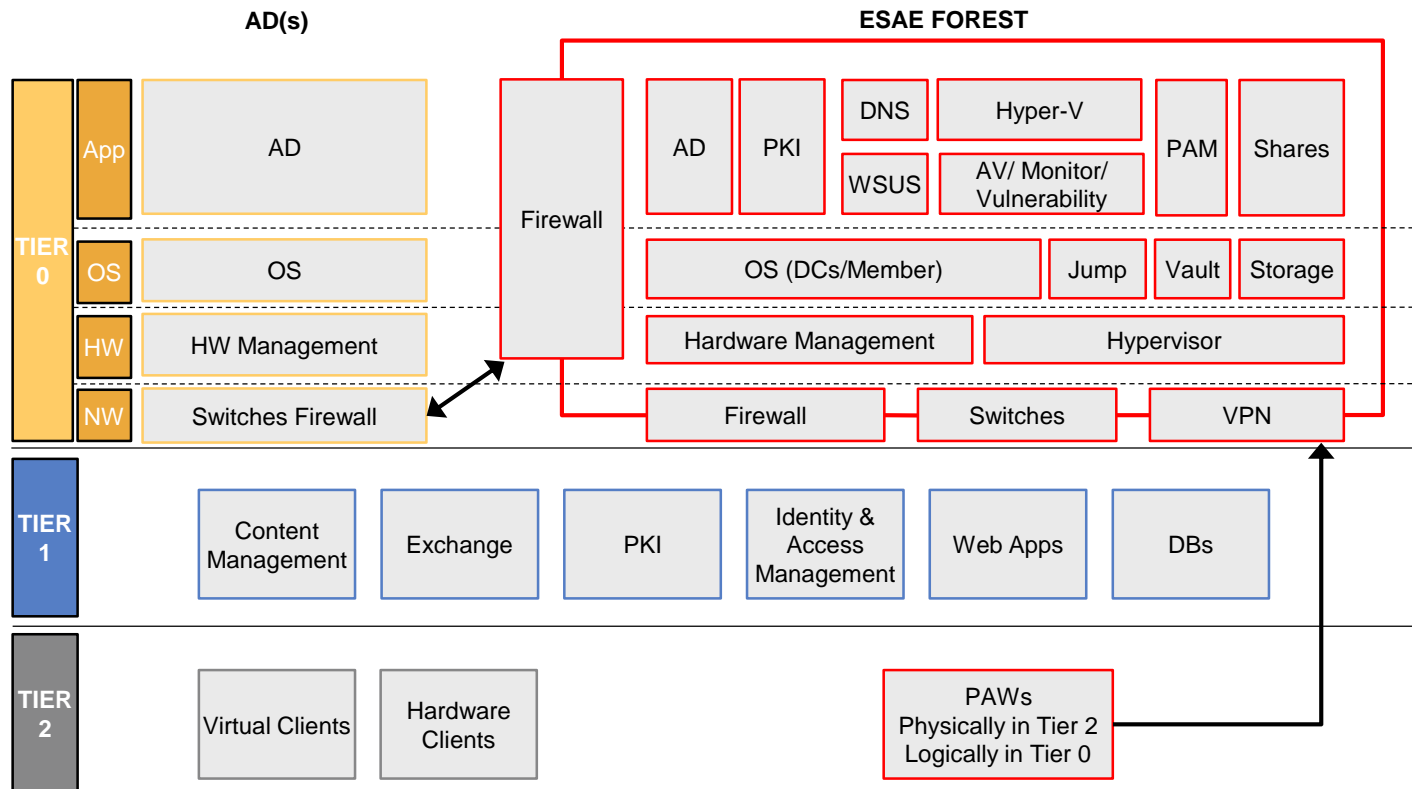 AD(s)
ESAE FOREST
TIER
0
App
AD
Firewall
AD
PKI
DNS
WSUS
Hyper-V
AV/ Monitor/
Vulnerability
PAM
Shares
OS
OS
OS (DCs/Member)
Jump
Vault
Storage
HW
HW Management
Hardware Management
Hypervisor
NW
Switches Firewall
Firewall
Switches
VPN
TIER
1
Content
Management
Exchange
PKI
Identity &
Access
Management
Web Apps
DBs
TIER
2
Virtual Clients
Hardware
Clients
PAWs
Physically in Tier 2
Logically in Tier 0